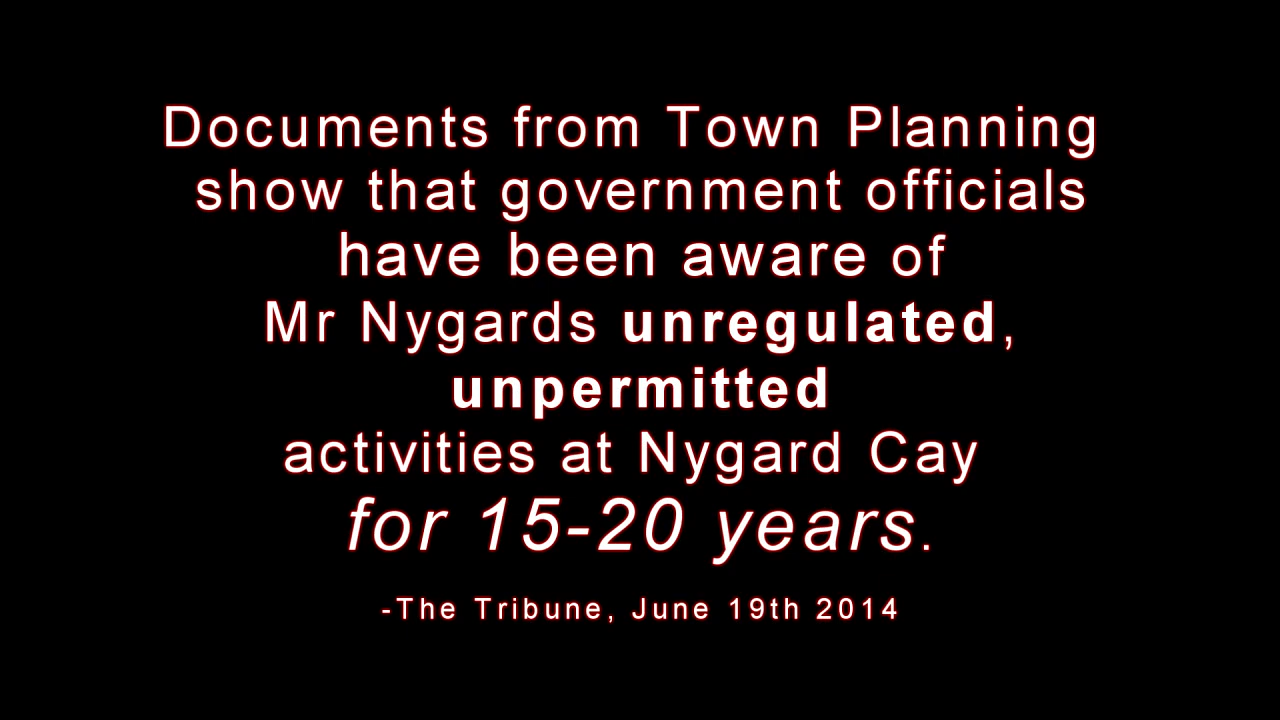 Documents from Town Planning
show that government officials
have been aware of
Mr Nygards unregulated,
unpermitted
activities at Nygard Cay
for 15-20 years.
-The Tribune, June 19th 2014